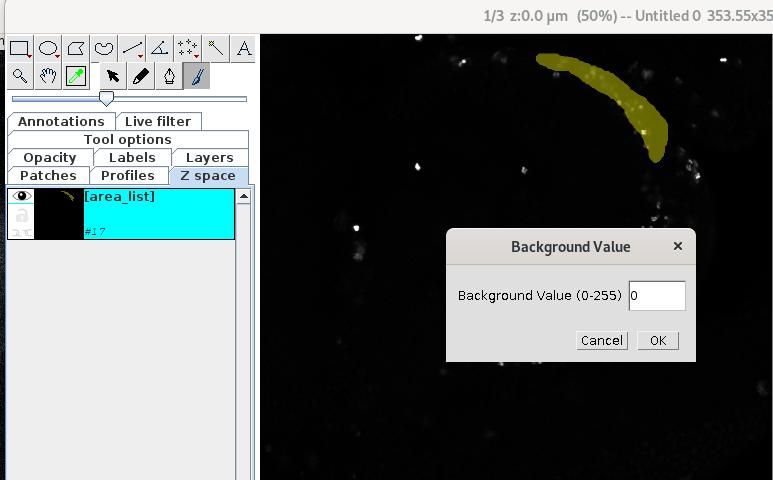 1/3 z:0.0 µm (50%) -- Untitled 0 353.55x35
A
Annotations Live filter
Tool options
Opacity Labels Layers
Patches Profiles Z space
[area_list]
#17
Background Value ×
Background Value (0-255) 0
Cancel OK